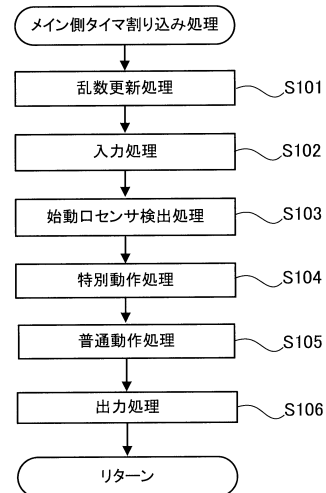 メイン側タイマ割り込み処理
乱数更新処理 S101
入力処理 S102
始動口センサ検出処理 S103
特別動作処理 S104
普通動作処理 S105
出力処理 S106
リターン